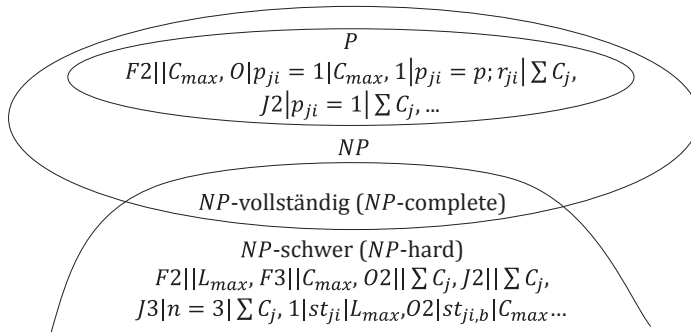 P
F2||C_max, O|p_ji = 1|C_max, 1|p_ji = p; r_ji| ∑ C_j,
J2|p_ji = 1| ∑ C_j, ...
NP
NP-vollständig (NP-complete)
NP-schwer (NP-hard)
F2||L_max, F3||C_max, O2|| ∑ C_j, J2|| ∑ C_j,
J3|n = 3| ∑ C_j, 1|st_ji|L_max,O2|st_ji,b|C_max...